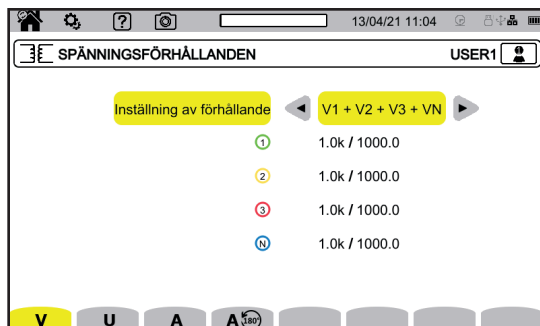 13/04/21 11:04
SPÄNNINGSFÖRHÅLLANDEN USER1
Inställning av förhållande V1 + V2 + V3 + VN
1 1.0k / 1000.0
2 1.0k / 1000.0
3 1.0k / 1000.0
N 1.0k / 1000.0
V U A A 180°